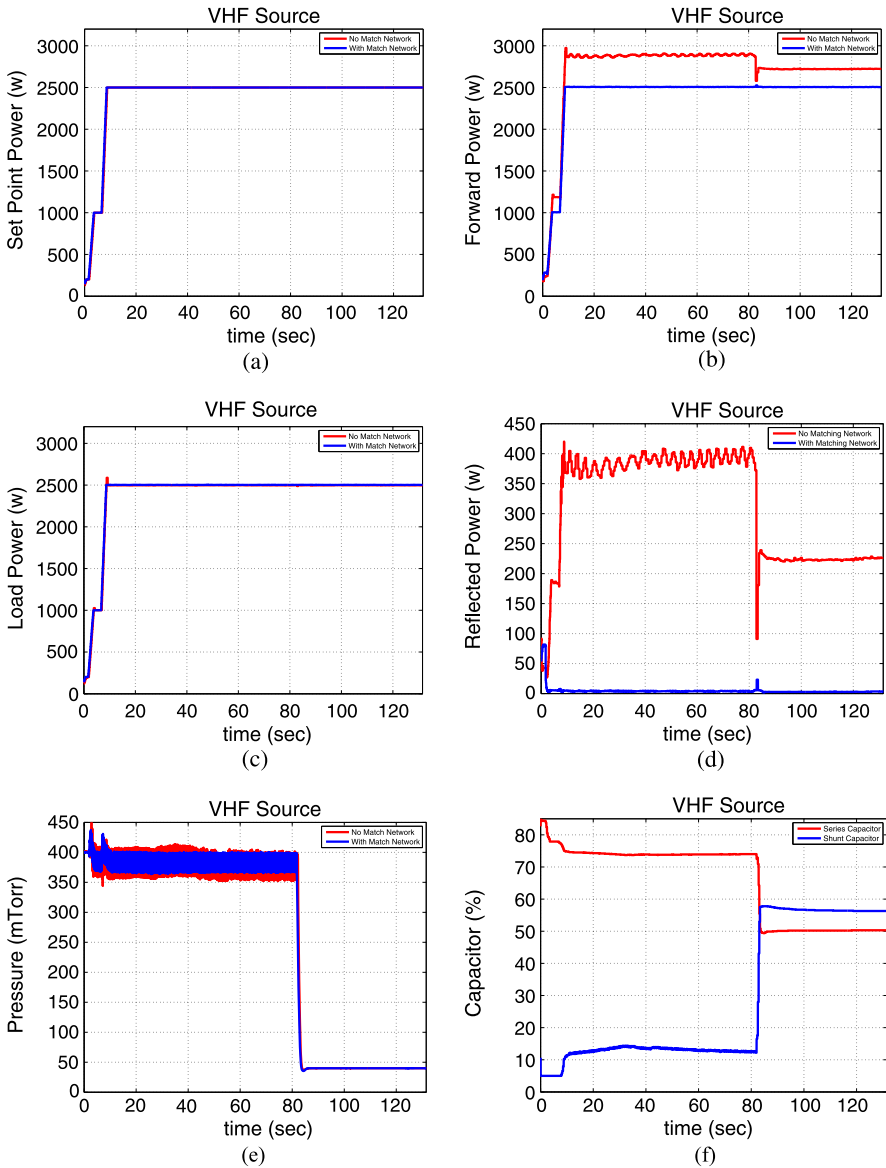 VHF Source
No Match Network
With Match Network
Set Point Power (w)
3000
2500
2000
1500
1000
500
0
0 20 40 60 80 100 120
time (sec)
(a)
VHF Source
No Match Network
With Match Network
Forward Power (w)
3000
2500
2000
1500
1000
500
0
0 20 40 60 80 100 120
time (sec)
(b)
VHF Source
No Match Network
With Match Network
Load Power (w)
3000
2500
2000
1500
1000
500
0
0 20 40 60 80 100 120
time (sec)
(c)
VHF Source
No Matching Network
With Matching Network
Reflected Power (w)
450
400
350
300
250
200
150
100
50
0
0 20 40 60 80 100 120
time (sec)
(d)
VHF Source
No Match Network
With Match Network
Pressure (mTorr)
450
400
350
300
250
200
150
100
50
0
0 20 40 60 80 100 120
time (sec)
(e)
VHF Source
Series Capacitor
Shunt Capacitor
Capacitor (%)
80
70
60
50
40
30
20
10
0
0 20 40 60 80 100 120
time (sec)
(f)